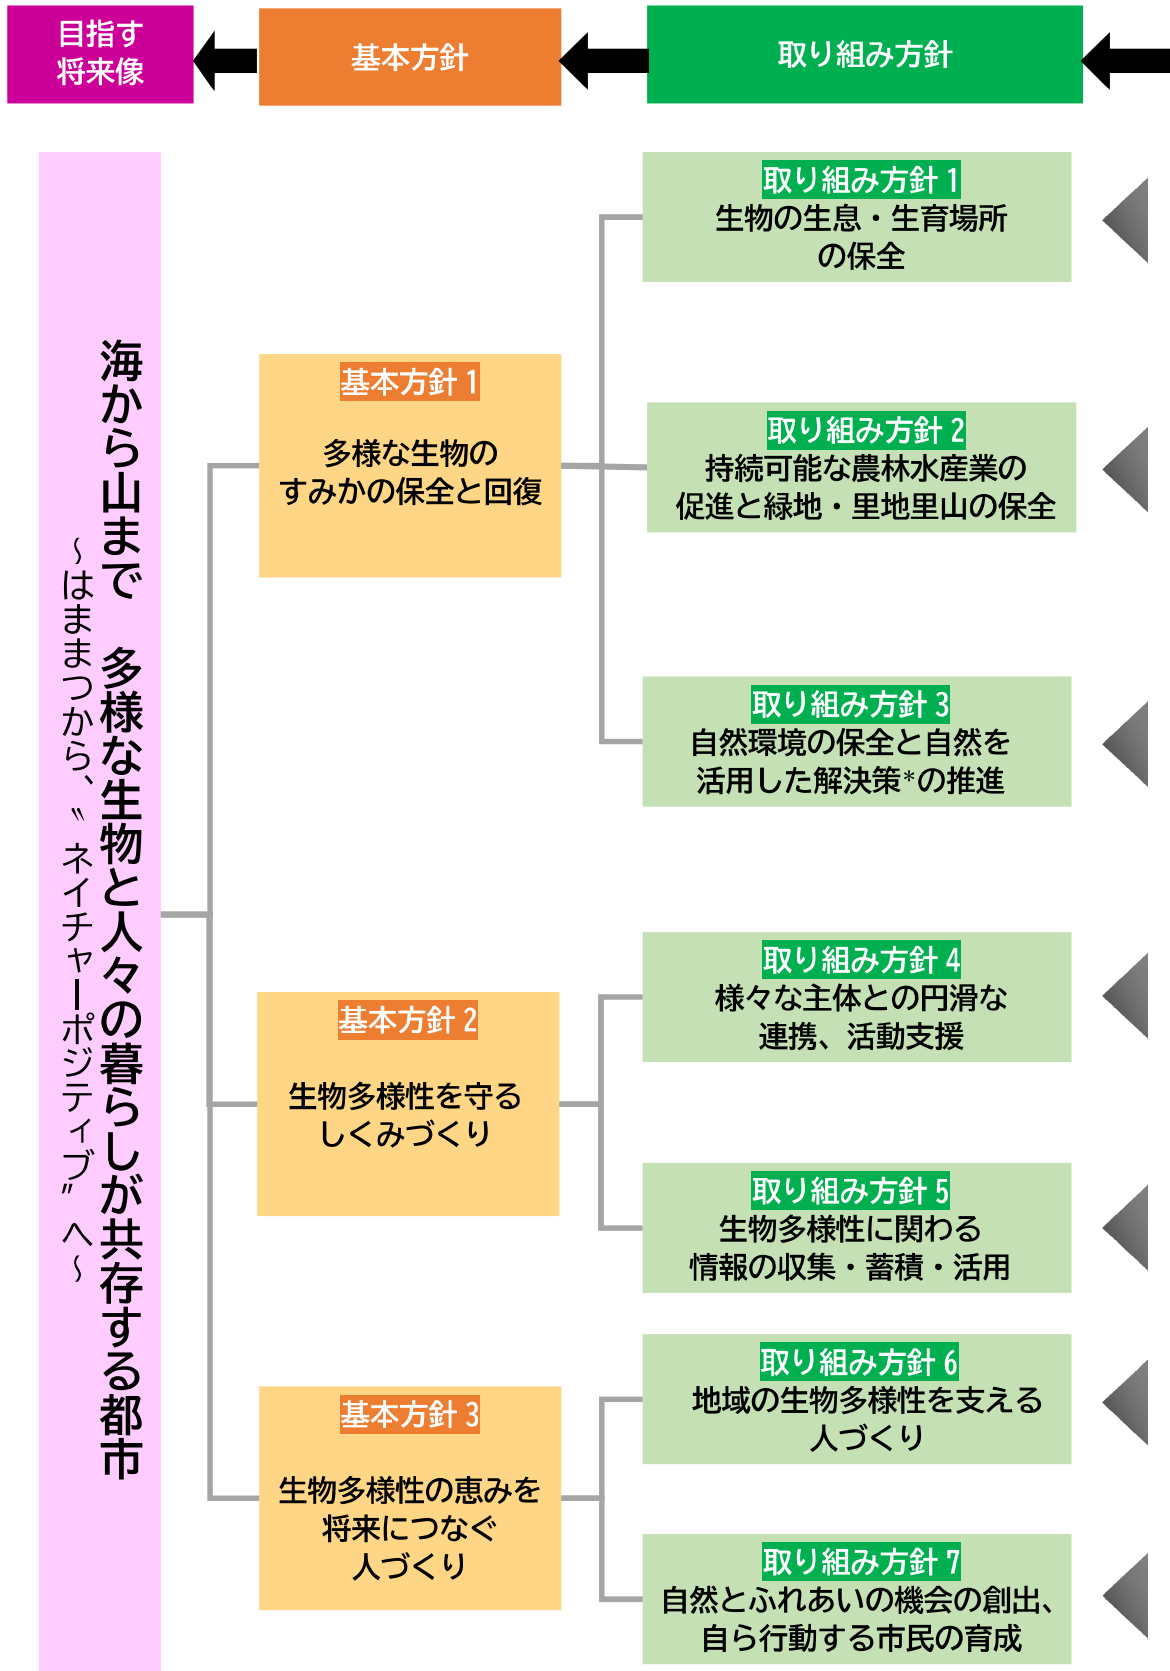 目指す
将来像
基本方針
取り組み方針
海から山まで　多様な生物と人々の暮らしが共存する都市
～はままつから、〝ネイチャーポジティブ〟へ～
基本方針1
多様な生物の
すみかの保全と回復
取り組み方針1
生物の生息・生育場所
の保全
取り組み方針2
持続可能な農林水産業の
促進と緑地・里地里山の保全
取り組み方針3
自然環境の保全と自然を
活用した解決策*の推進
基本方針2
生物多様性を守る
しくみづくり
取り組み方針4
様々な主体との円滑な
連携、活動支援
取り組み方針5
生物多様性に関わる
情報の収集・蓄積・活用
基本方針3
生物多様性の恵みを
将来につなぐ
人づくり
取り組み方針6
地域の生物多様性を支える
人づくり
取り組み方針7
自然とふれあいの機会の創出、
自ら行動する市民の育成